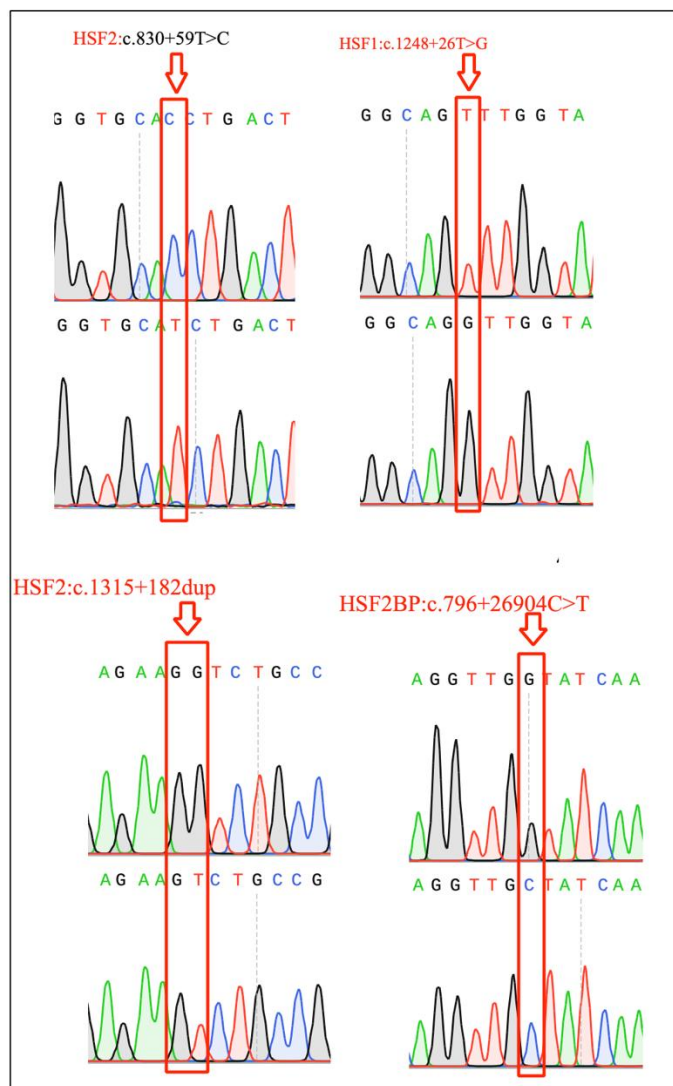 HSF2:c.830+59T>C
HSF1:c.1248+26T>G
G G T G C A C C T G A C T
G G C A G T T T G G T A
G G T G C A T C T G A C T
G G C A G G T T G G T A
HSF2:c.1315+182dup
HSF2BP:c.796+26904C>T
A G A A G G T C T G C C
A G G T T G G T A T C A A
A G A A G T C T G C C G
A G G T T G C T A T C A A